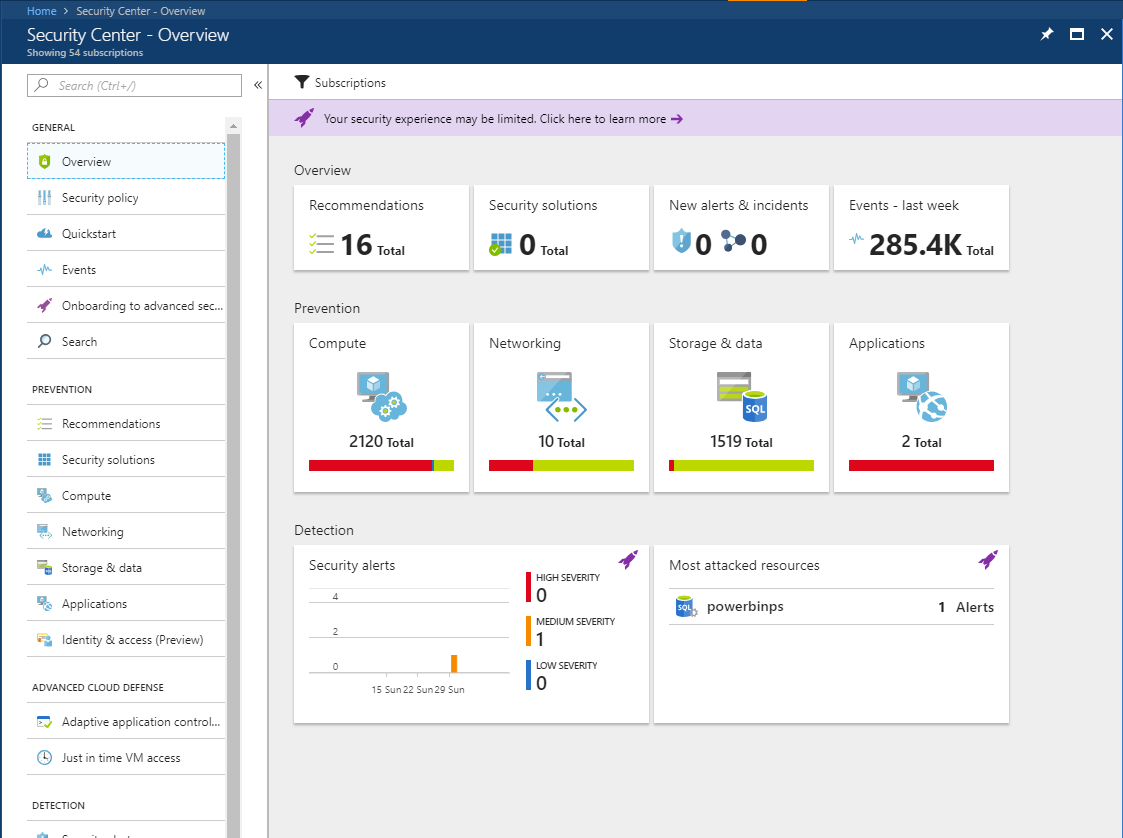 Home > Security Center - Overview
Security Center - Overview
Showing 54 subscriptions
Search (Ctrl+/)
«
GENERAL
Overview
Security policy
Quickstart
Events
Onboarding to advanced sec...
Search
PREVENTION
Recommendations
Security solutions
Compute
Networking
Storage & data
Applications
Identity & access (Preview)
ADVANCED CLOUD DEFENSE
Adaptive application control...
Just in time VM access
DETECTION
Subscriptions
Your security experience may be limited. Click here to learn more →
Overview
Recommendations
16 Total
Security solutions
0 Total
New alerts & incidents
0 0
Events - last week
285.4K Total
Prevention
Compute
2120 Total
Networking
10 Total
Storage & data
SQL
1519 Total
Applications
2 Total
Detection
Security alerts
4
2
0
15 Sun 22 Sun 29 Sun
HIGH SEVERITY
0
MEDIUM SEVERITY
1
LOW SEVERITY
0
Most attacked resources
SQL powerbinps 1 Alerts